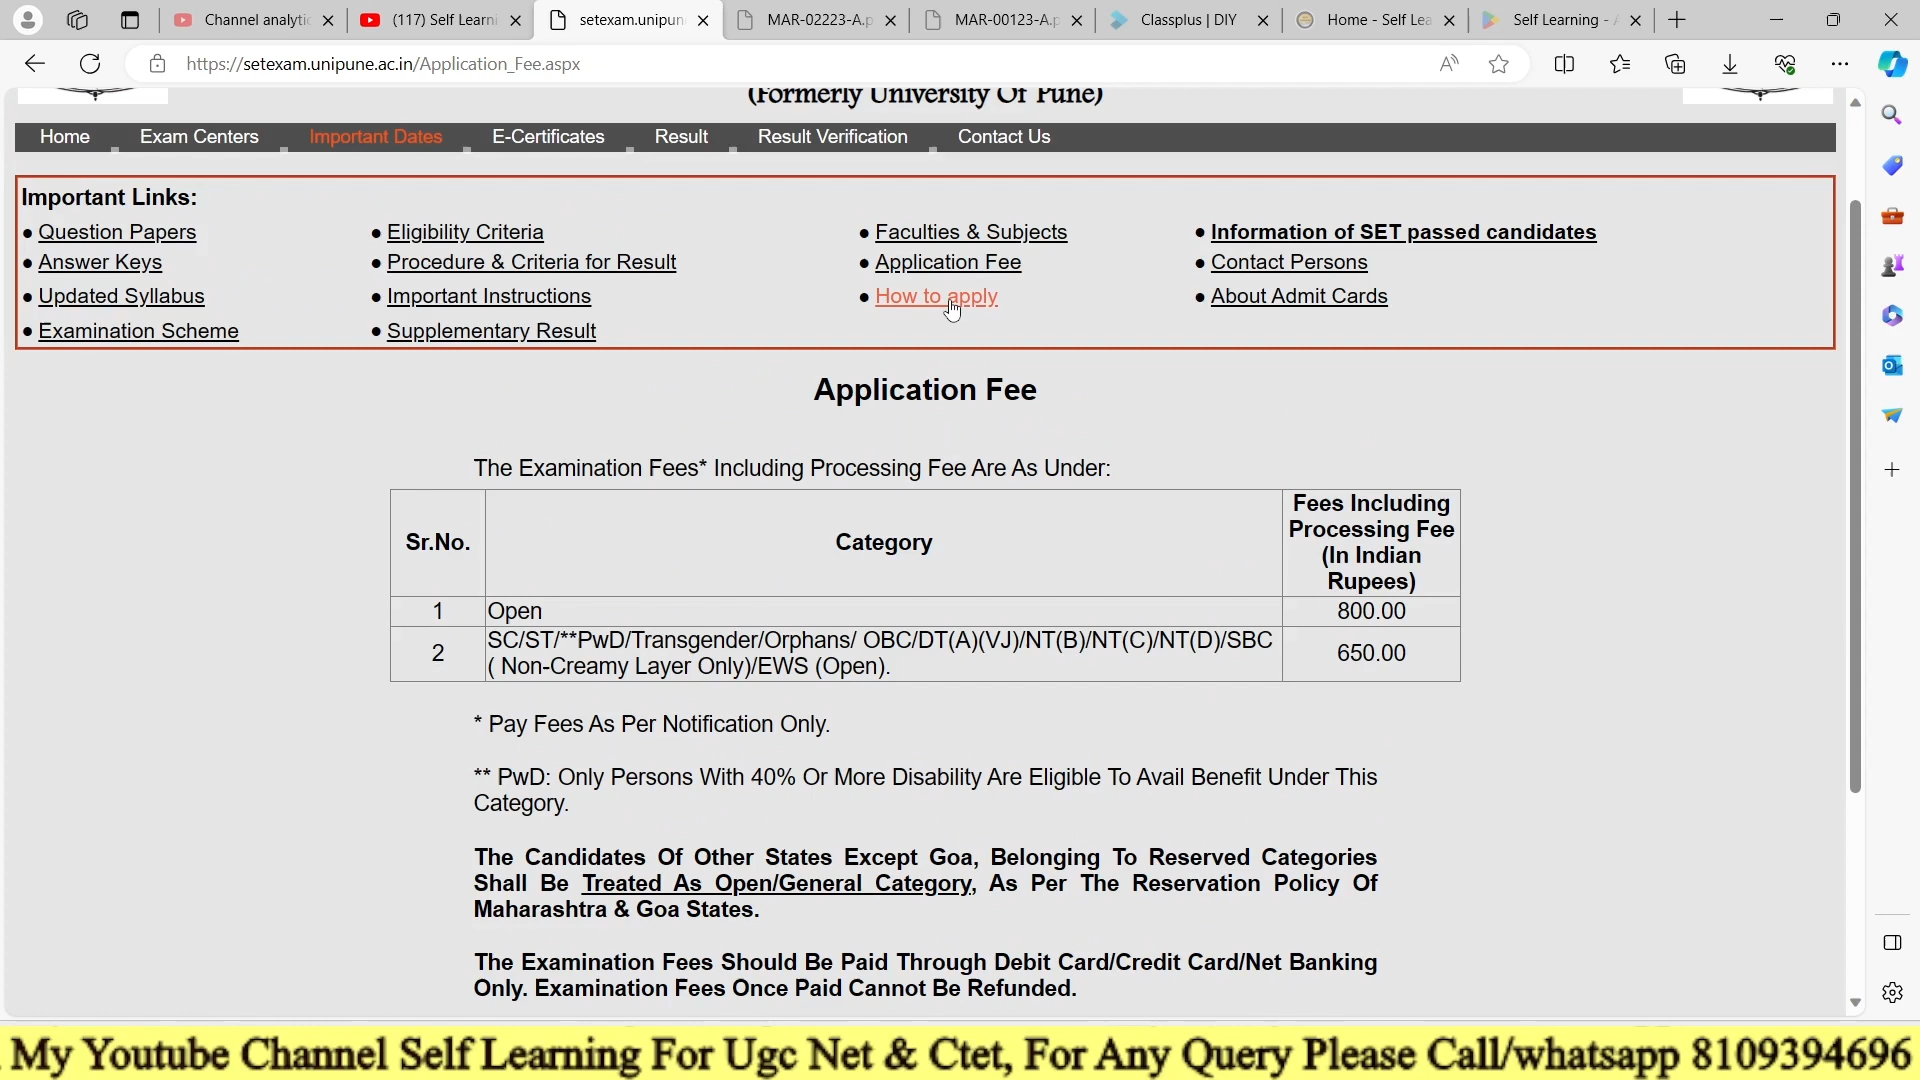 Channel analytic
(117) Self Learni
setexam.unipun
MAR-02223-A.p
MAR-00123-A.p
Classplus | DIY
Home - Self Lea
Self Learning - A
https://setexam.unipune.ac.in/Application_Fee.aspx
(Formerly University Of Pune)
Home Exam Centers Important Dates E-Certificates Result Result Verification Contact Us
Important Links:
• Question Papers • Eligibility Criteria • Faculties & Subjects • Information of SET passed candidates
• Answer Keys • Procedure & Criteria for Result • Application Fee • Contact Persons
• Updated Syllabus • Important Instructions • How to apply • About Admit Cards
• Examination Scheme • Supplementary Result
Application Fee
The Examination Fees* Including Processing Fee Are As Under:
Sr.No. Category Fees Including
Processing Fee
(In Indian
Rupees)
1 Open 800.00
2 SC/ST/**PwD/Transgender/Orphans/ OBC/DT(A)(VJ)/NT(B)/NT(C)/NT(D)/SBC
( Non-Creamy Layer Only)/EWS (Open). 650.00
* Pay Fees As Per Notification Only.
** PwD: Only Persons With 40% Or More Disability Are Eligible To Avail Benefit Under This
Category.
The Candidates Of Other States Except Goa, Belonging To Reserved Categories
Shall Be Treated As Open/General Category, As Per The Reservation Policy Of
Maharashtra & Goa States.
The Examination Fees Should Be Paid Through Debit Card/Credit Card/Net Banking
Only. Examination Fees Once Paid Cannot Be Refunded.
My Youtube Channel Self Learning For Ugc Net & Ctet, For Any Query Please Call/whatsapp 8109394696